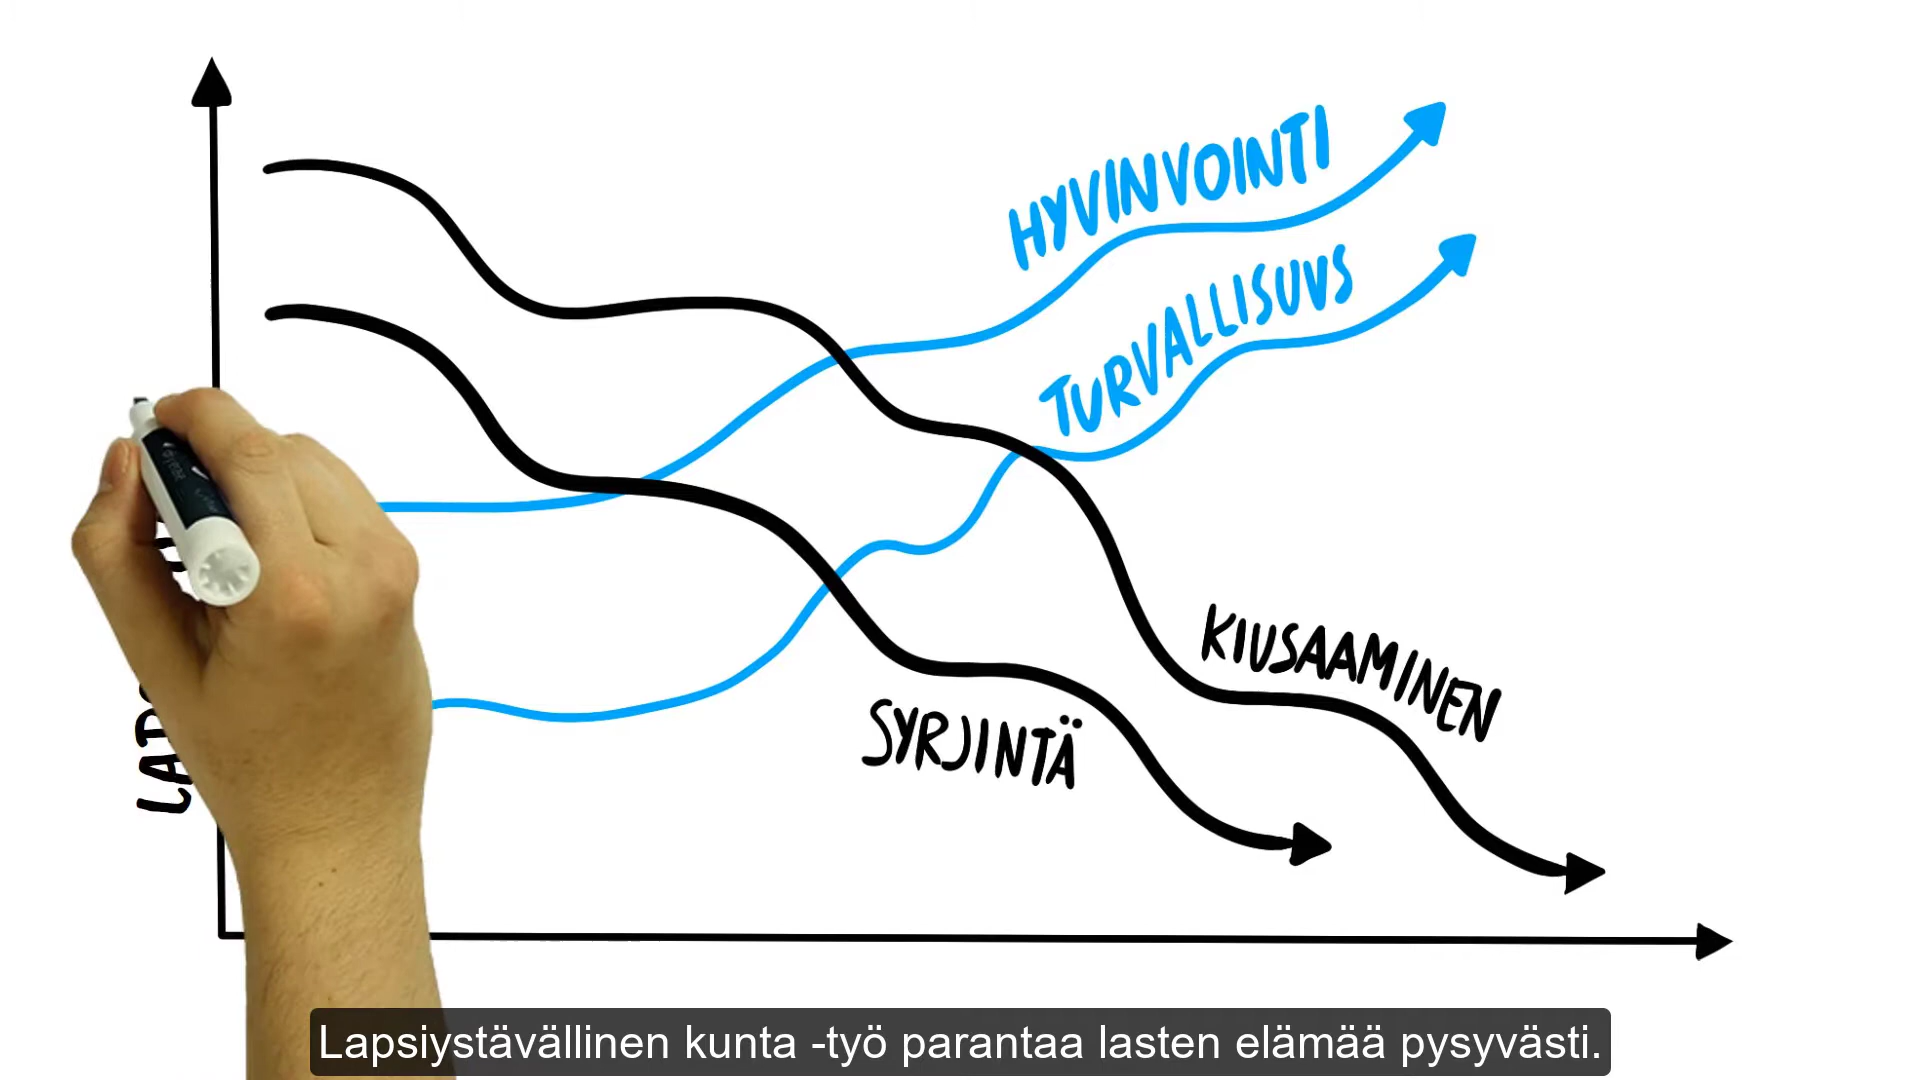 HYVINVOINTI
TURVALLISUUS
KIUSAAMINEN
SYRJINTÄ
Lapsiystävällinen kunta -työ parantaa lasten elämää pysyvästi.